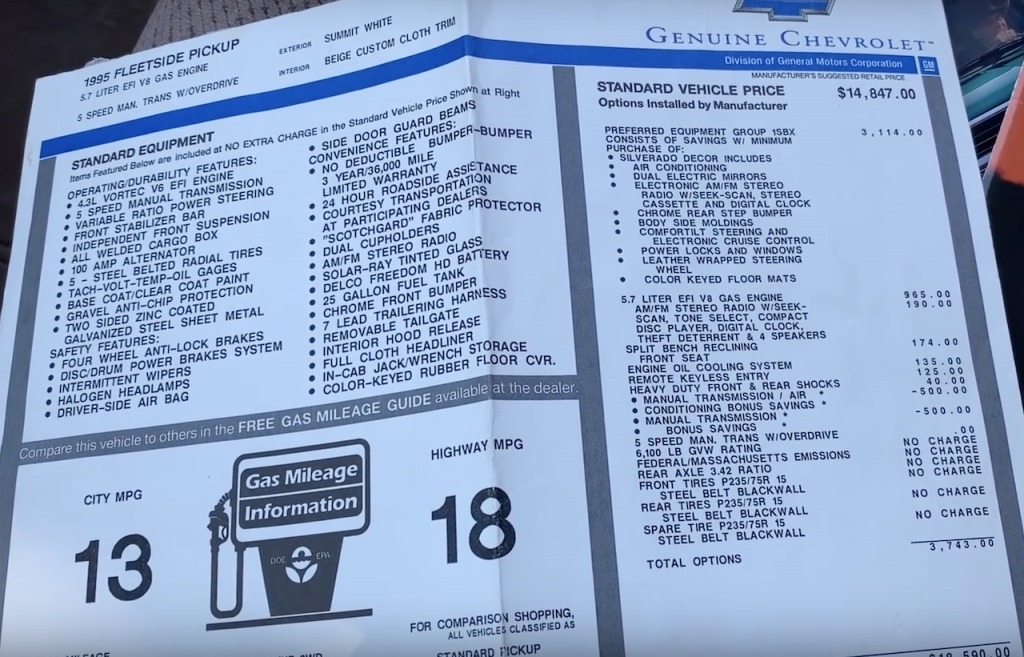 1995 FLEETSIDE PICKUP
5.7 LITER EFI V8 GAS ENGINE
5 SPEED MAN. TRANS W/OVERDRIVE
EXTERIOR SUMMIT WHITE
INTERIOR BEIGE CUSTOM CLOTH TRIM
GENUINE CHEVROLET™
Division of General Motors Corporation GM
STANDARD EQUIPMENT
Items Featured Below are included at NO EXTRA CHARGE in the Standard Vehicle Price Shown at Right
OPERATING/DURABILITY FEATURES:
• 4.3L VORTEC V6 EFI ENGINE
• 5 SPEED MANUAL TRANSMISSION
• VARIABLE RATIO POWER STEERING
• FRONT STABILIZER BAR
• INDEPENDENT FRONT SUSPENSION
• ALL WELDED CARGO BOX
• 100 AMP ALTERNATOR
• 5 - STEEL BELTED RADIAL TIRES
• TACH-VOLT-TEMP-OIL GAGES
• BASE COAT/CLEAR COAT PAINT
• GRAVEL ANTI-CHIP PROTECTION
• TWO SIDED ZINC COATED
GALVANIZED STEEL SHEET METAL
SAFETY FEATURES:
• FOUR WHEEL ANTI-LOCK BRAKES
• DISC/DRUM POWER BRAKES SYSTEM
• INTERMITTENT WIPERS
• HALOGEN HEADLAMPS
• DRIVER-SIDE AIR BAG
• SIDE DOOR GUARD BEAMS
CONVENIENCE FEATURES:
• NO DEDUCTIBLE BUMPER-BUMPER
3 YEAR/36,000 MILE
LIMITED WARRANTY
• 24 HOUR ROADSIDE ASSISTANCE
• COURTESY TRANSPORTATION
AT PARTICIPATING DEALERS
• "SCOTCHGARD" FABRIC PROTECTOR
• DUAL CUPHOLDERS
• AM/FM STEREO RADIO
• SOLAR-RAY TINTED GLASS
• DELCO FREEDOM HD BATTERY
• 25 GALLON FUEL TANK
• CHROME FRONT BUMPER
• 7 LEAD TRAILERING HARNESS
• REMOVABLE TAILGATE
• INTERIOR HOOD RELEASE
• FULL CLOTH HEADLINER
• IN-CAB JACK/WRENCH STORAGE
• COLOR-KEYED RUBBER FLOOR CVR.
Compare this vehicle to others in the FREE GAS MILEAGE GUIDE available at the dealer.
CITY MPG
13
Gas Mileage
Information
DOE EPA
HIGHWAY MPG
18
FOR COMPARISON SHOPPING,
ALL VEHICLES CLASSIFIED AS
STANDARD PICKUP
MANUFACTURER'S SUGGESTED RETAIL PRICE
STANDARD VEHICLE PRICE $14,847.00
Options Installed by Manufacturer
PREFERRED EQUIPMENT GROUP 1SBX 3,114.00
CONSISTS OF SAVINGS W/ MINIMUM
PURCHASE OF:
• SILVERADO DECOR INCLUDES
• AIR CONDITIONING
• DUAL ELECTRIC MIRRORS
• ELECTRONIC AM/FM STEREO
RADIO W/SEEK-SCAN, STEREO
CASSETTE AND DIGITAL CLOCK
• CHROME REAR STEP BUMPER
• BODY SIDE MOLDINGS
• COMFORTILT STEERING AND
ELECTRONIC CRUISE CONTROL
• POWER LOCKS AND WINDOWS
• LEATHER WRAPPED STEERING
WHEEL
• COLOR KEYED FLOOR MATS
5.7 LITER EFI V8 GAS ENGINE 965.00
AM/FM STEREO RADIO W/SEEK- 190.00
SCAN, TONE SELECT, COMPACT
DISC PLAYER, DIGITAL CLOCK,
THEFT DETERRENT & 4 SPEAKERS
SPLIT BENCH RECLINING 174.00
FRONT SEAT
ENGINE OIL COOLING SYSTEM 135.00
REMOTE KEYLESS ENTRY 125.00
HEAVY DUTY FRONT & REAR SHOCKS 40.00
• MANUAL TRANSMISSION / AIR * -500.00
• CONDITIONING BONUS SAVINGS *
• MANUAL TRANSMISSION * -500.00
• BONUS SAVINGS *
5 SPEED MAN. TRANS W/OVERDRIVE .00
6,100 LB GVW RATING NO CHARGE
FEDERAL/MASSACHUSETTS EMISSIONS NO CHARGE
REAR AXLE 3.42 RATIO NO CHARGE
FRONT TIRES P235/75R 15 NO CHARGE
STEEL BELT BLACKWALL
REAR TIRES P235/75R 15 NO CHARGE
STEEL BELT BLACKWALL
SPARE TIRE P235/75R 15 NO CHARGE
STEEL BELT BLACKWALL
TOTAL OPTIONS 3,743.00